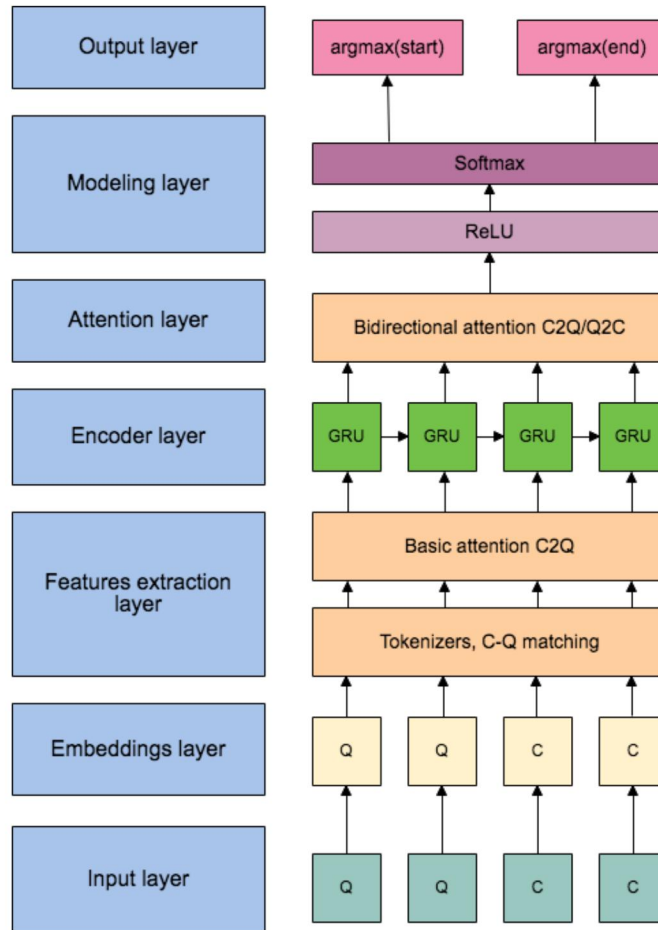 Output layer
argmax(start)
argmax(end)
Modeling layer
Softmax
ReLU
Attention layer
Bidirectional attention C2Q/Q2C
Encoder layer
GRU
GRU
GRU
GRU
Features extraction
layer
Basic attention C2Q
Tokenizers, C-Q matching
Embeddings layer
Q
Q
C
C
Input layer
Q
Q
C
C